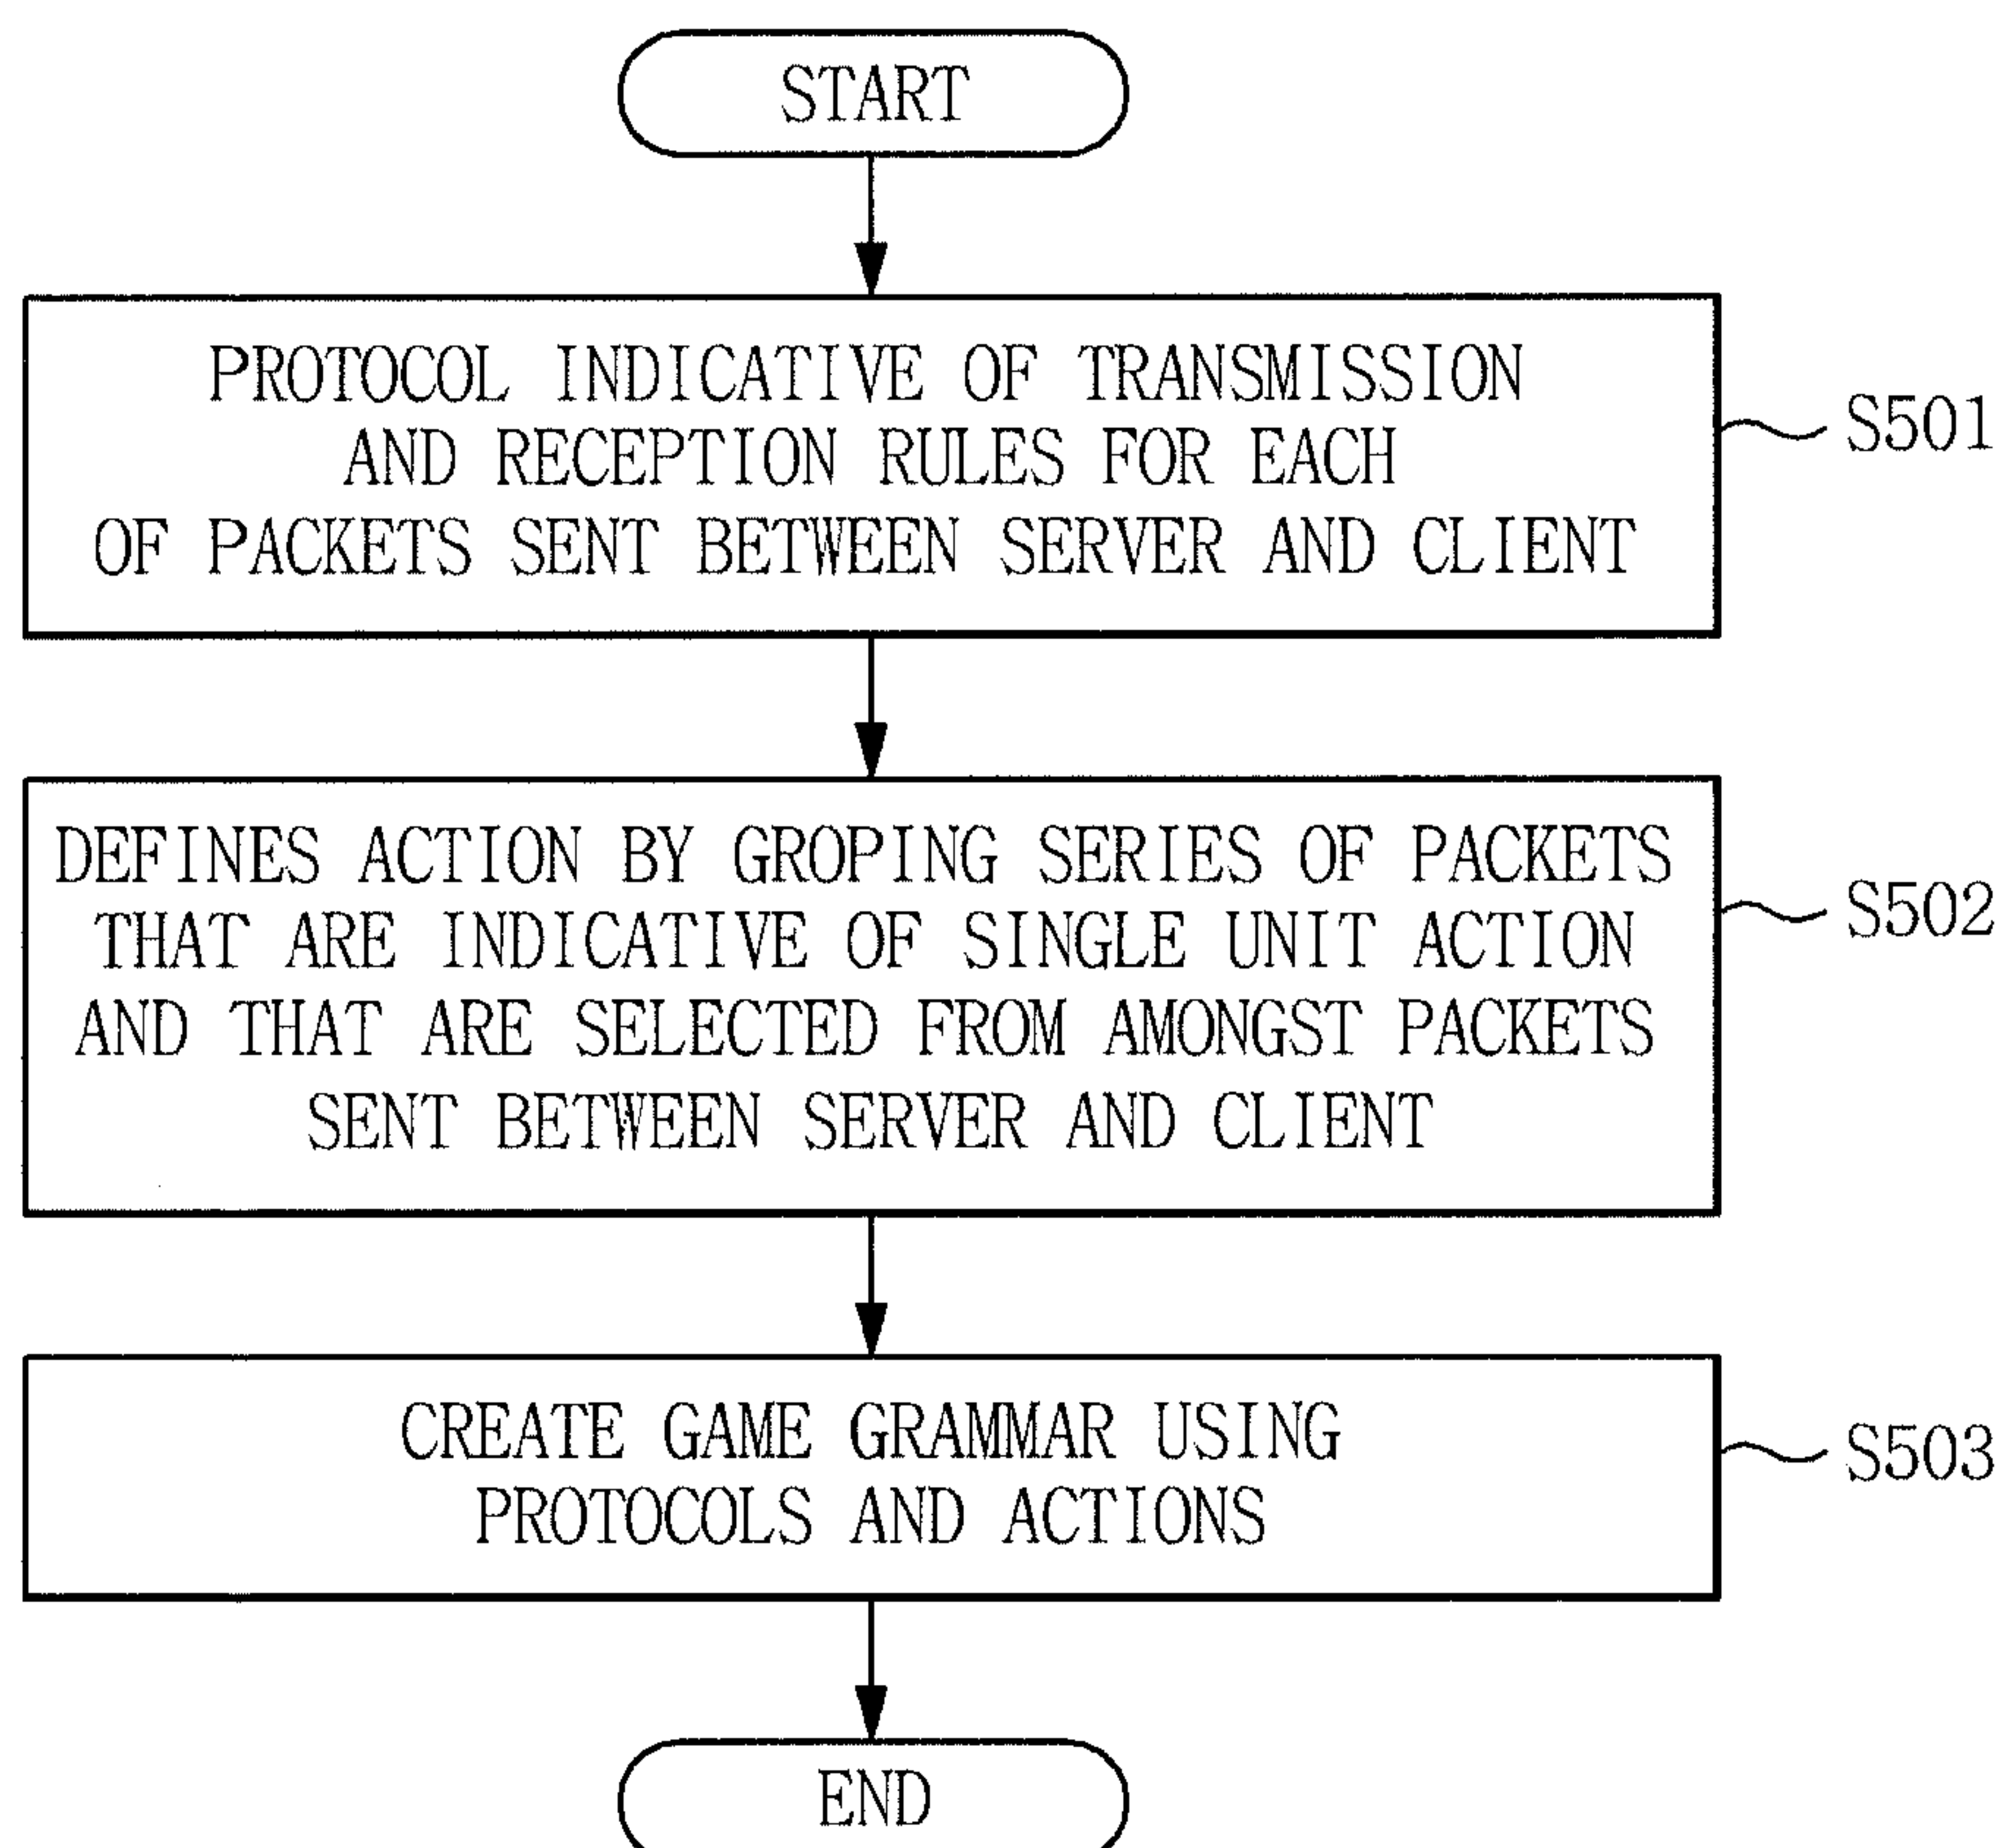 START
PROTOCOL INDICATIVE OF TRANSMISSION
AND RECEPTION RULES FOR EACH
OF PACKETS SENT BETWEEN SERVER AND CLIENT
S501
DEFINES ACTION BY GROPING SERIES OF PACKETS
THAT ARE INDICATIVE OF SINGLE UNIT ACTION
AND THAT ARE SELECTED FROM AMONGST PACKETS
SENT BETWEEN SERVER AND CLIENT
S502
CREATE GAME GRAMMAR USING
PROTOCOLS AND ACTIONS
S503
END